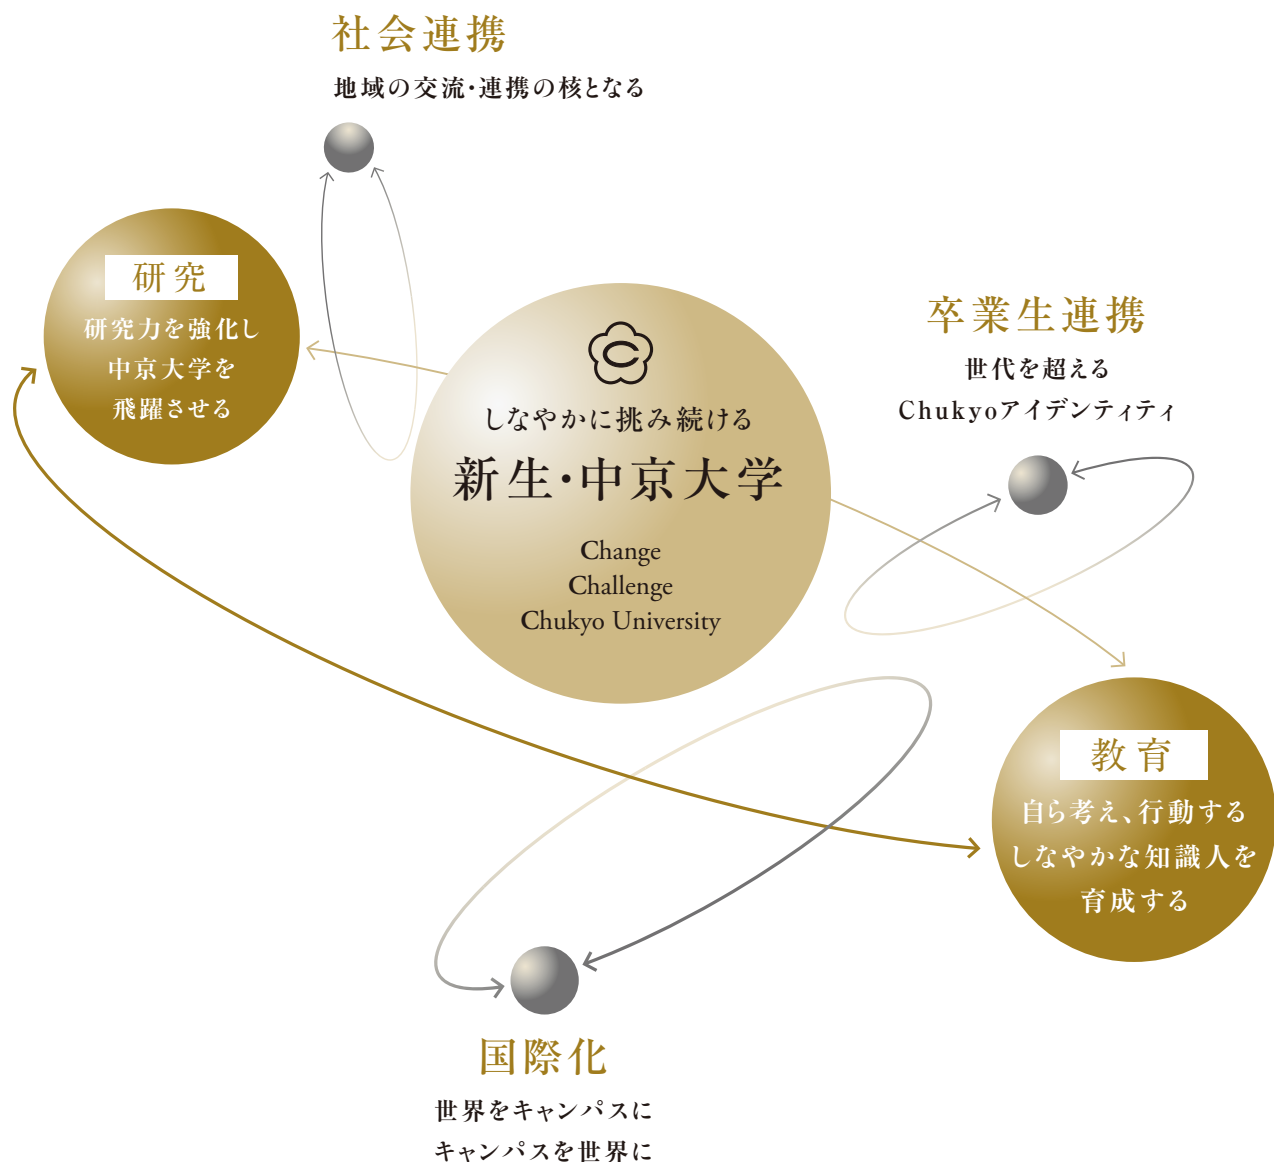 社会連携
地域の交流・連携の核となる
研究
研究力を強化し
中京大学を
飛躍させる
しなやかに挑み続ける
新生・中京大学
Change
Challenge
Chukyo University
卒業生連携
世代を超える
Chukyoアイデンティティ
教育
自ら考え、行動する
しなやかな知識人を
育成する
国際化
世界をキャンパスに
キャンパスを世界に